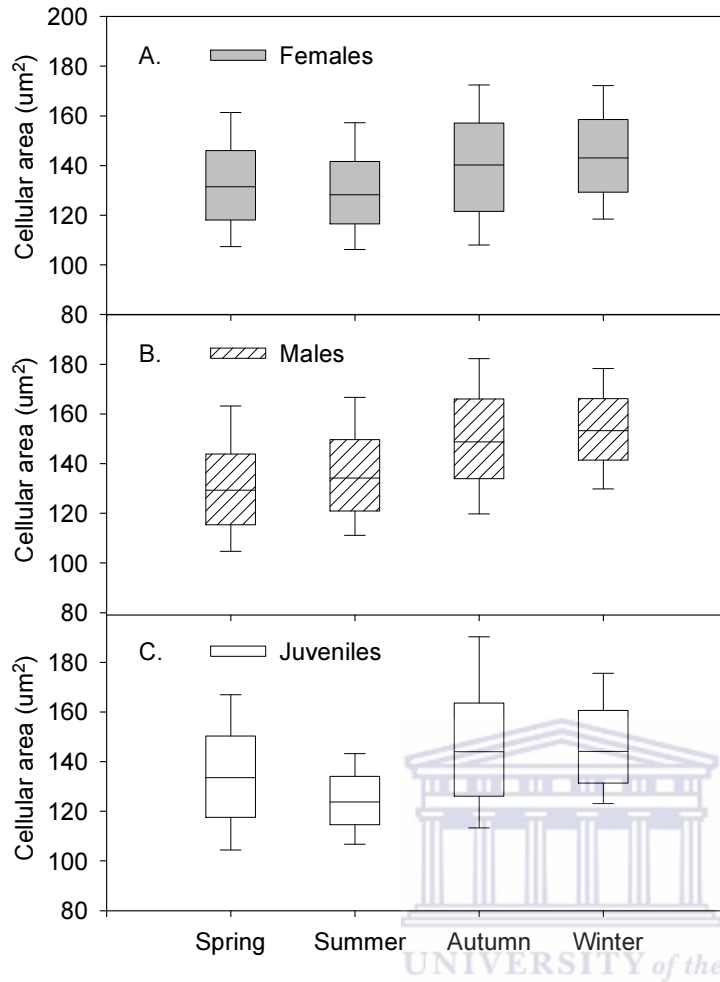 200
180
160
140
120
100
80
Cellular area (um²)
A. Females
180
160
140
120
100
80
Cellular area (um²)
B. Males
180
160
140
120
100
80
Cellular area (um²)
C. Juveniles
Spring Summer Autumn Winter
UNIVERSITY of the